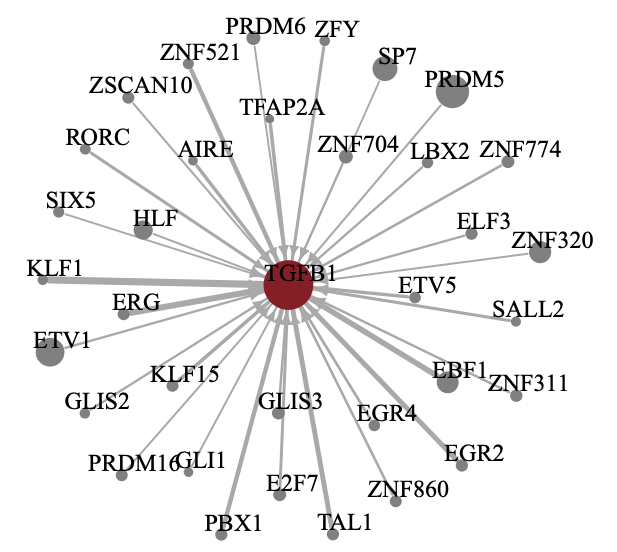 PRDM6
ZFY
ZNF521
SP7
PRDM5
ZSCAN10
TFAP2A
RORC
AIRE
ZNF704
LBX2
ZNF774
SIX5
HLF
ELF3
ZNF320
KLF1
TGFB1
ERG
ETV5
SALL2
ETV1
KLF15
EBF1
ZNF311
GLIS2
GLIS3
EGR4
PRDM16
GLI1
EGR2
E2F7
ZNF860
PBX1
TAL1